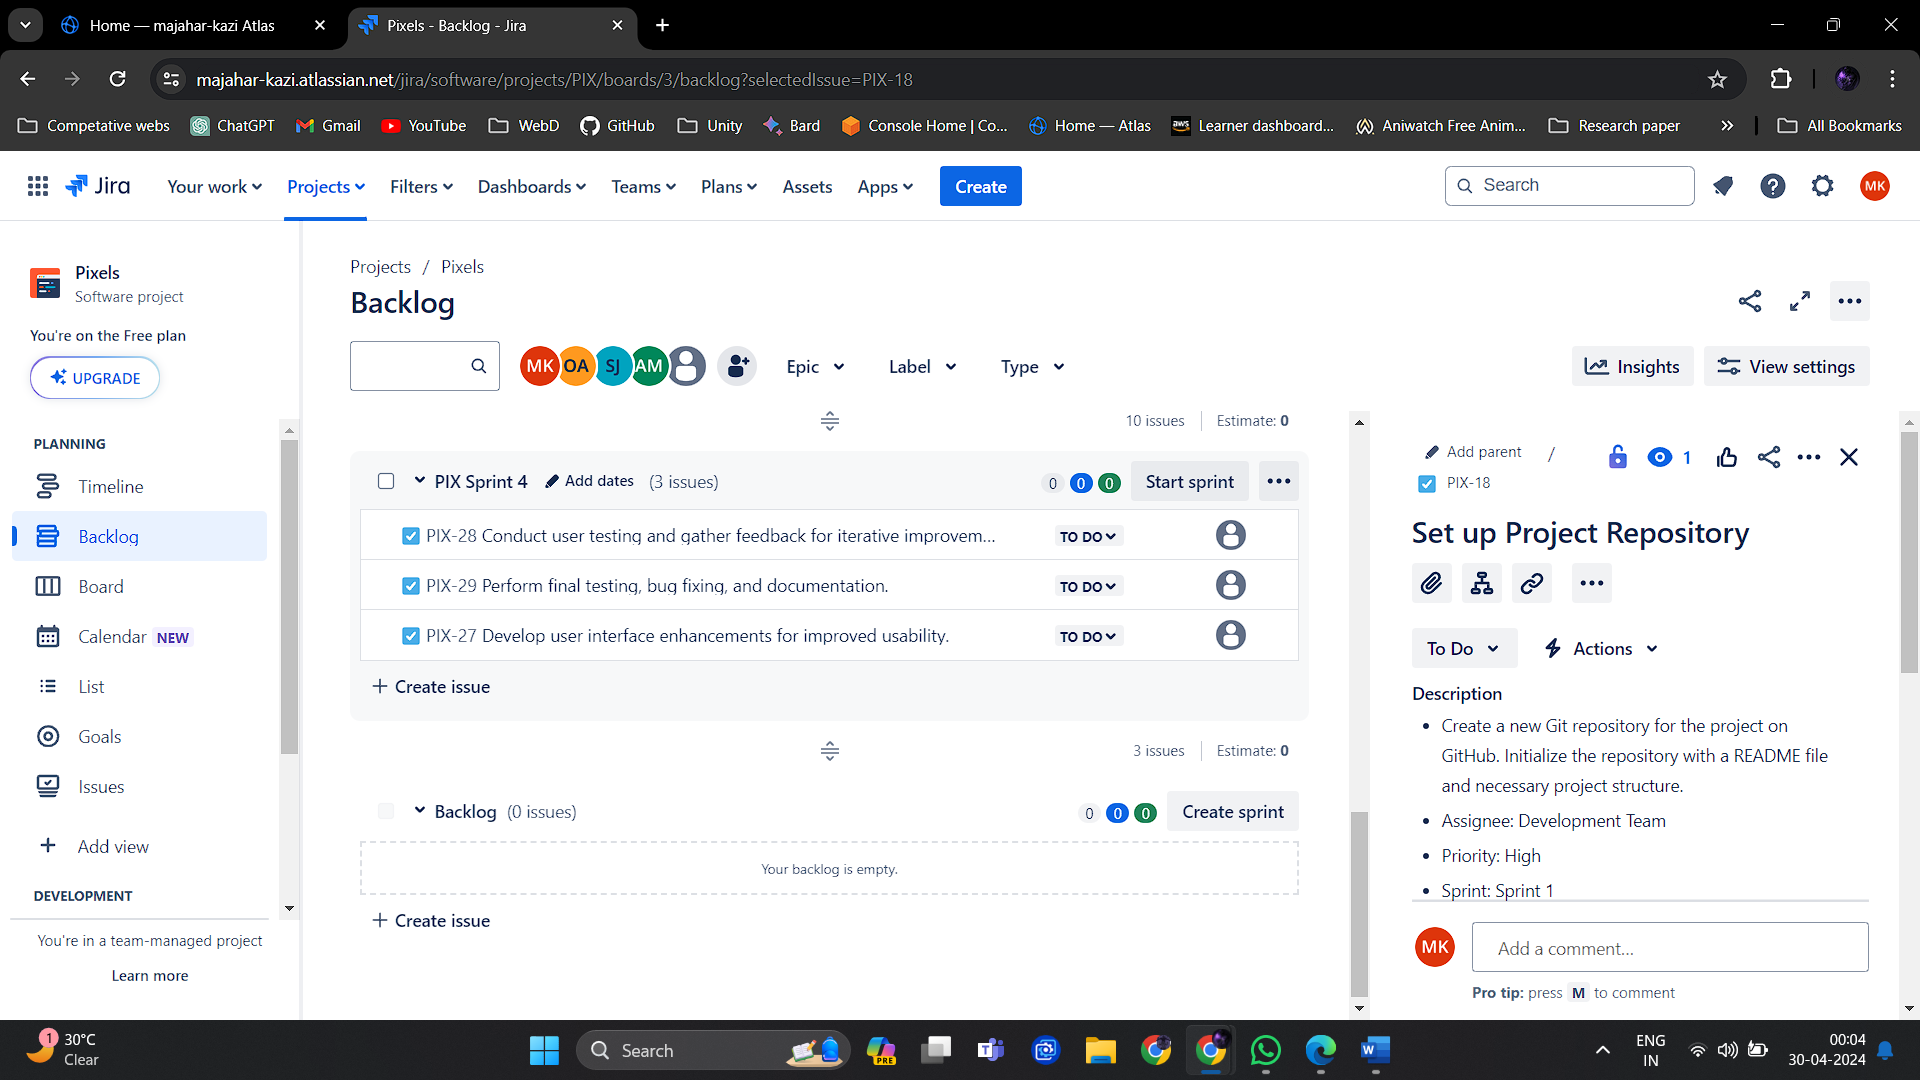 Home — majahar-kazi Atlas
Pixels - Backlog - Jira
majahar-kazi.atlassian.net/jira/software/projects/PIX/boards/3/backlog?selectedIssue=PIX-18
Competative webs ChatGPT Gmail YouTube WebD GitHub Unity Bard Console Home | Co... Home — Atlas aws Learner dashboard... Aniwatch Free Anim... Research paper » All Bookmarks
Jira Your work Projects Filters Dashboards Teams Plans Assets Apps Create Search MK
Pixels
Software project
You're on the Free plan
UPGRADE
PLANNING
Timeline
Backlog
Board
Calendar NEW
List
Goals
Issues
Add view
DEVELOPMENT
You're in a team-managed project
Learn more
Projects / Pixels
Backlog
MK OA SJ AM Epic Label Type Insights View settings
10 issues Estimate: 0
PIX Sprint 4 Add dates (3 issues) 0 0 0 Start sprint
PIX-28 Conduct user testing and gather feedback for iterative improvem... TO DO
PIX-29 Perform final testing, bug fixing, and documentation. TO DO
PIX-27 Develop user interface enhancements for improved usability. TO DO
+ Create issue
3 issues Estimate: 0
Backlog (0 issues) 0 0 0 Create sprint
Your backlog is empty.
+ Create issue
Add parent / 1
PIX-18
Set up Project Repository
To Do Actions
Description
• Create a new Git repository for the project on
GitHub. Initialize the repository with a README file
and necessary project structure.
• Assignee: Development Team
• Priority: High
• Sprint: Sprint 1
MK Add a comment...
Pro tip: press M to comment
1 30°C
Clear
Search
PRE
ENG
IN
00:04
30-04-2024